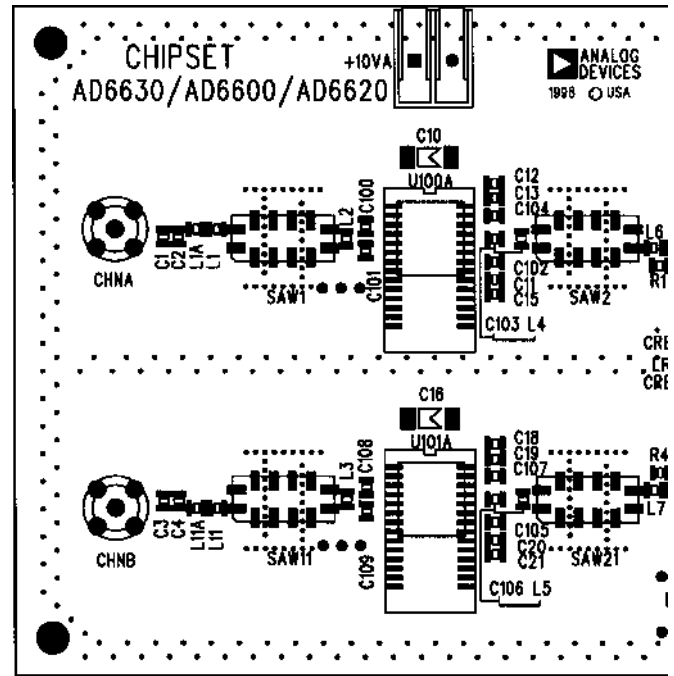 CHIPSET
AD6630/AD6600/AD6620
+10VA
ANALOG
DEVICES
1998 USA
C10
U100A
C12
C13
C104
C100
L2
C1
C2
L1A
L1
CHNA
SAW1
C101
C102
C11
C15
SAW2
L6
R1
C103 L4
CRE
CRE
C16
U101A
C18
C19
C107
C108
L3
C3
C4
L11A
L11
CHNB
SAW11
C109
C105
C20
C21
SAW21
R4
L7
C106 L5